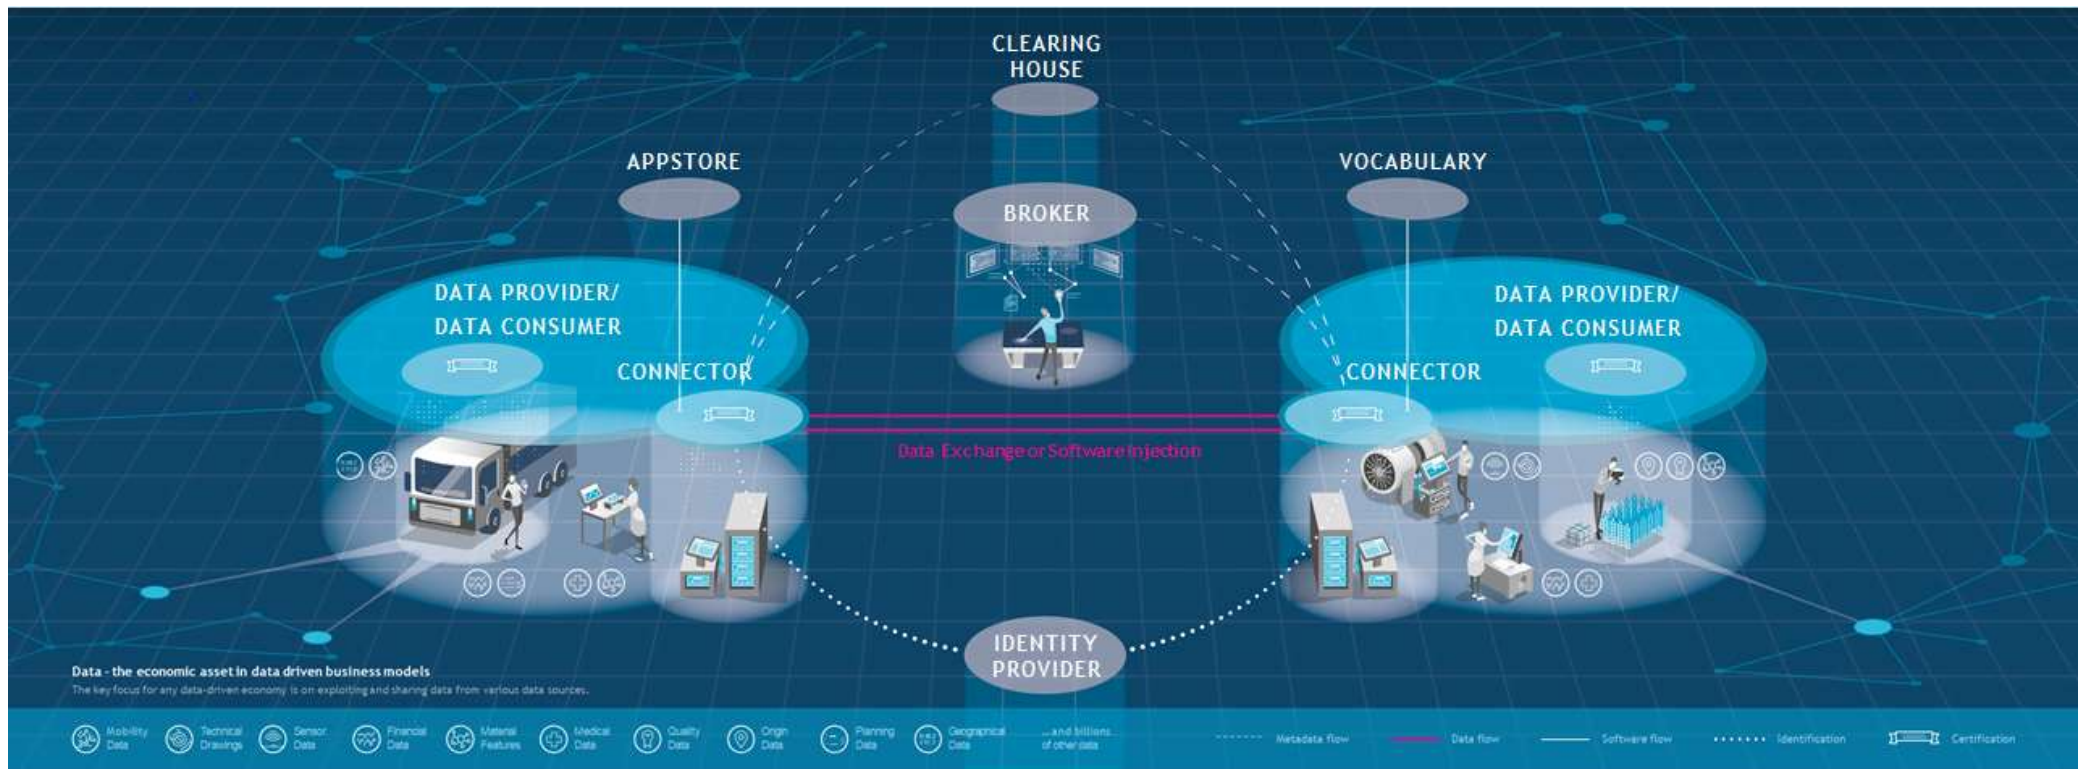 CLEARING
HOUSE
APPSTORE
VOCABULARY
BROKER
DATA PROVIDER/
DATA CONSUMER
DATA PROVIDER/
DATA CONSUMER
CONNECTOR
CONNECTOR
Data Exchange or Software Injection
IDENTITY
PROVIDER
Data - the economic asset in data driven business models
The key focus for any data-driven economy is on exploiting and sharing data from various data sources.
Mobility
Data
Technical
Drawings
Sensor
Data
Financial
Data
Material
Features
Medical
Data
Quality
Data
Origin
Data
Planning
Data
Geographical
Data
...and billions
of other data
Metadata flow
Data flow
Software flow
Identification
Certification